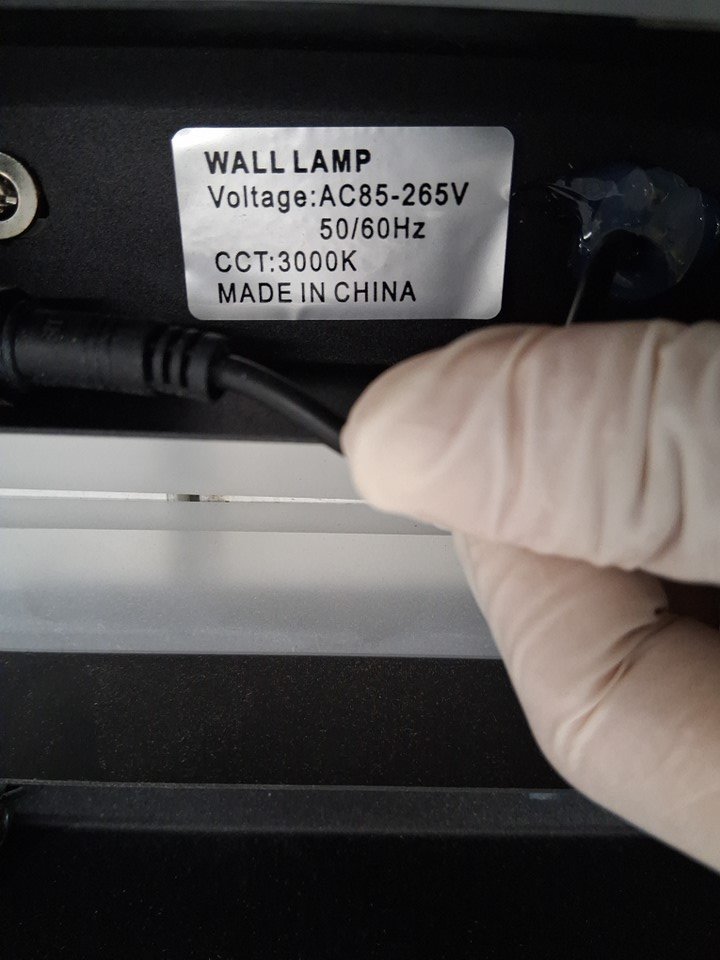 WALL LAMP
Voltage:AC85-265V
50/60Hz
CCT:3000K
MADE IN CHINA